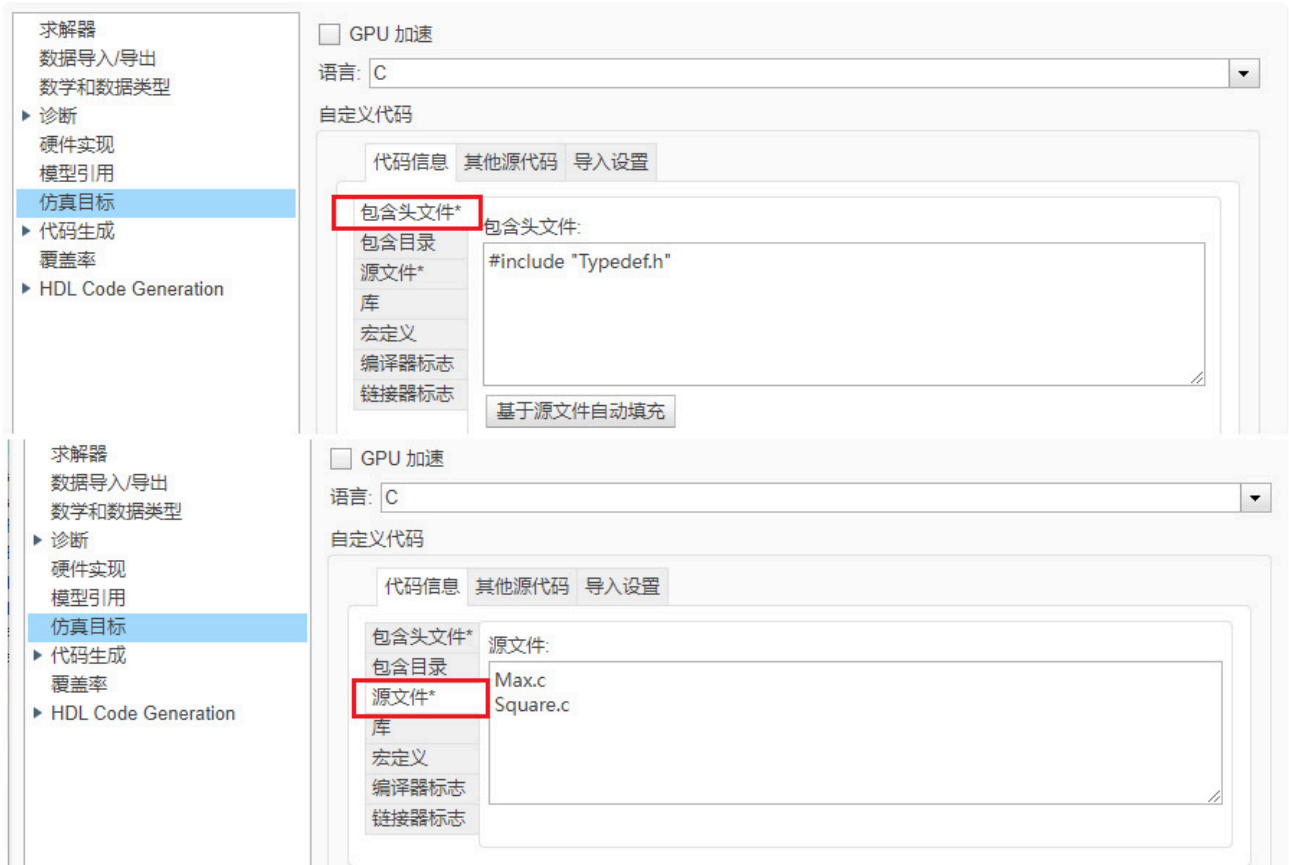 求解器
数据导入/导出
数学和数据类型
诊断
硬件实现
模型引用
仿真目标
代码生成
覆盖率
HDL Code Generation
GPU 加速
语言: C
自定义代码
代码信息 其他源代码 导入设置
包含头文件*
包含目录
源文件*
库
宏定义
编译器标志
链接器标志
包含头文件:
#include "Typedef.h"
基于源文件自动填充
求解器
数据导入/导出
数学和数据类型
诊断
硬件实现
模型引用
仿真目标
代码生成
覆盖率
HDL Code Generation
GPU 加速
语言: C
自定义代码
代码信息 其他源代码 导入设置
包含头文件*
包含目录
源文件*
库
宏定义
编译器标志
链接器标志
源文件:
Max.c
Square.c